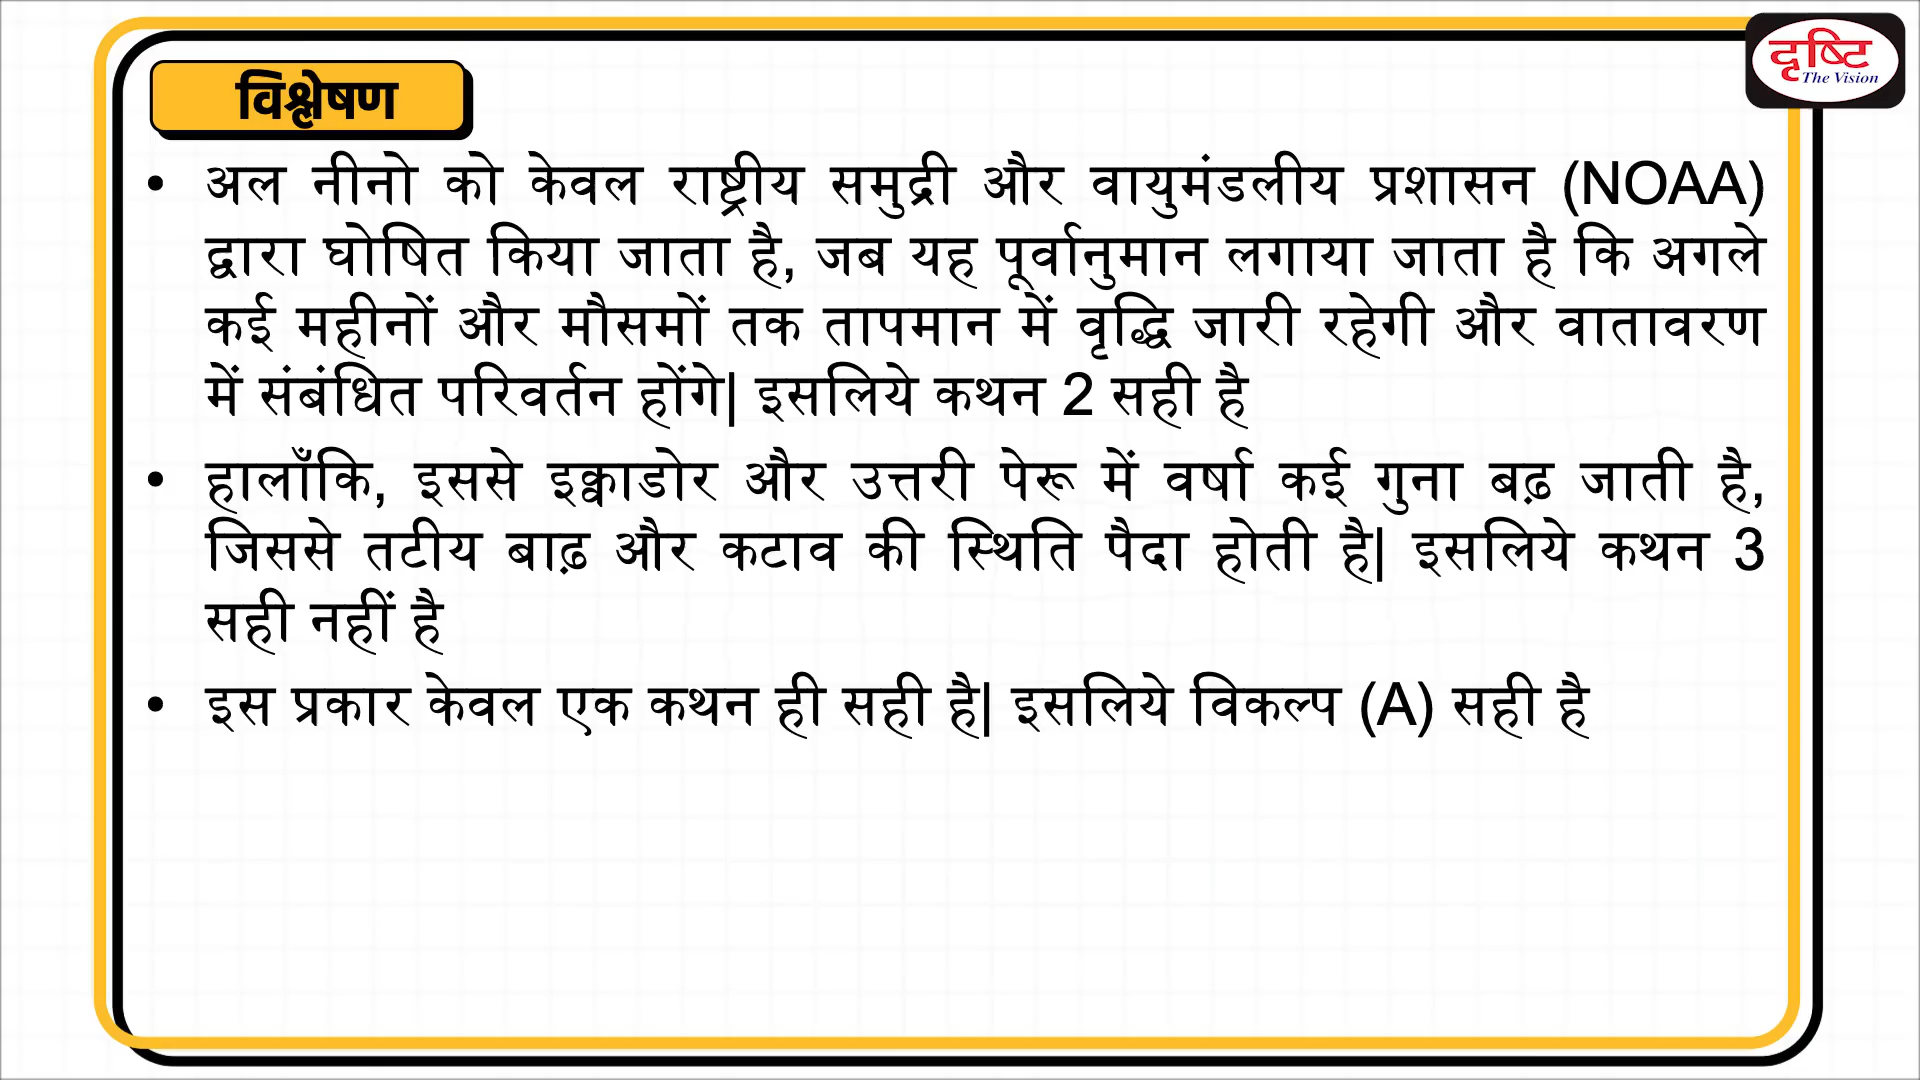 दृष्टि
The Vision
विश्लेषण
• अल नीनो को केवल राष्ट्रीय समुद्री और वायुमंडलीय प्रशासन (NOAA)
द्वारा घोषित किया जाता है, जब यह पूर्वानुमान लगाया जाता है कि अगले
कई महीनों और मौसमों तक तापमान में वृद्धि जारी रहेगी और वातावरण
में संबंधित परिवर्तन होंगे| इसलिये कथन 2 सही है
• हालाँकि, इससे इक्वाडोर और उत्तरी पेरू में वर्षा कई गुना बढ़ जाती है,
जिससे तटीय बाढ़ और कटाव की स्थिति पैदा होती है| इसलिये कथन 3
सही नहीं है
• इस प्रकार केवल एक कथन ही सही है| इसलिये विकल्प (A) सही है